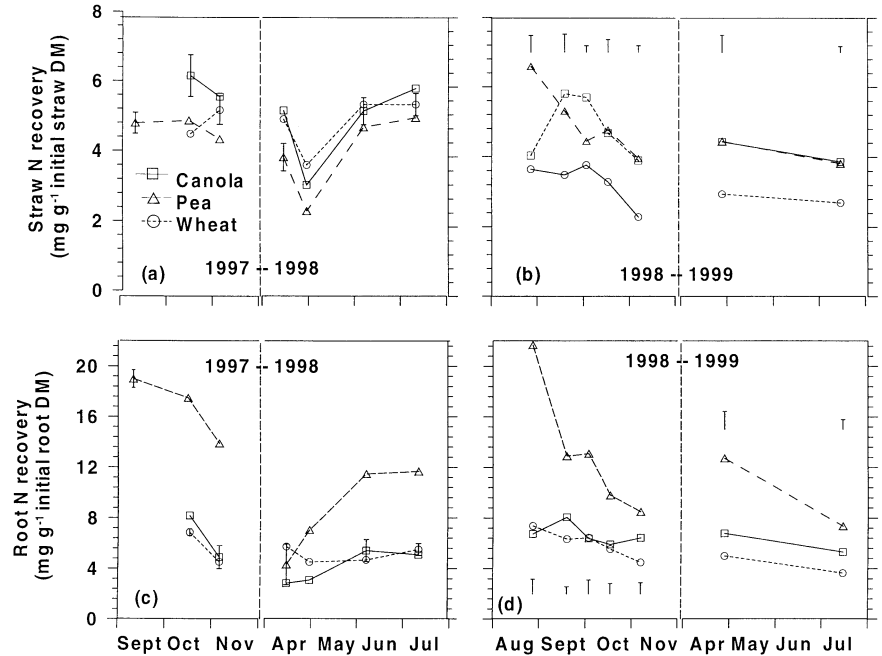 Straw N recovery
(mg g⁻¹ initial straw DM)
8
6
4
2
0
Canola
Pea
Wheat
(a)
1997 -- 1998
(b)
1998 -- 1999
Root N recovery
(mg g⁻¹ initial root DM)
20
16
12
8
4
0
1997 -- 1998
(c)
1998 -- 1999
(d)
Sept Oct Nov Apr May Jun Jul
Aug Sept Oct Nov Apr May Jun Jul